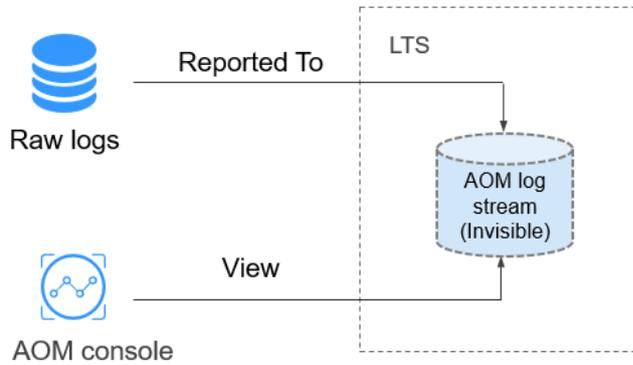 LTS
Reported To
Raw logs
AOM log
stream
(Invisible)
View
AOM console